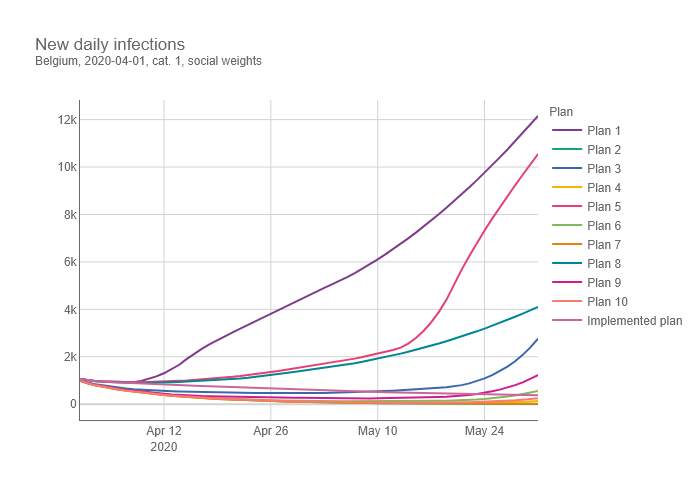 New daily infections
Belgium, 2020-04-01, cat. 1, social weights
Plan
Plan 1
Plan 2
Plan 3
Plan 4
Plan 5
Plan 6
Plan 7
Plan 8
Plan 9
Plan 10
Implemented plan
12k
10k
8k
6k
4k
2k
0
Apr 12
2020
Apr 26
May 10
May 24